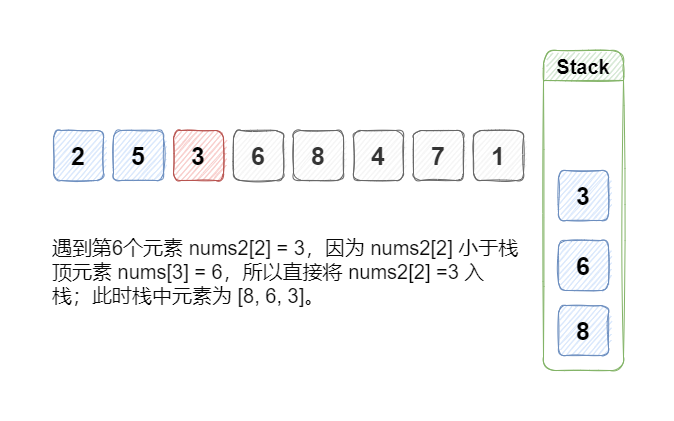 Stack
2 5 3 6 8 4 7 1
3
6
8
遇到第6个元素 nums2[2] = 3，因为 nums2[2] 小于栈
顶元素 nums[3] = 6，所以直接将 nums2[2] =3 入
栈；此时栈中元素为 [8, 6, 3]。